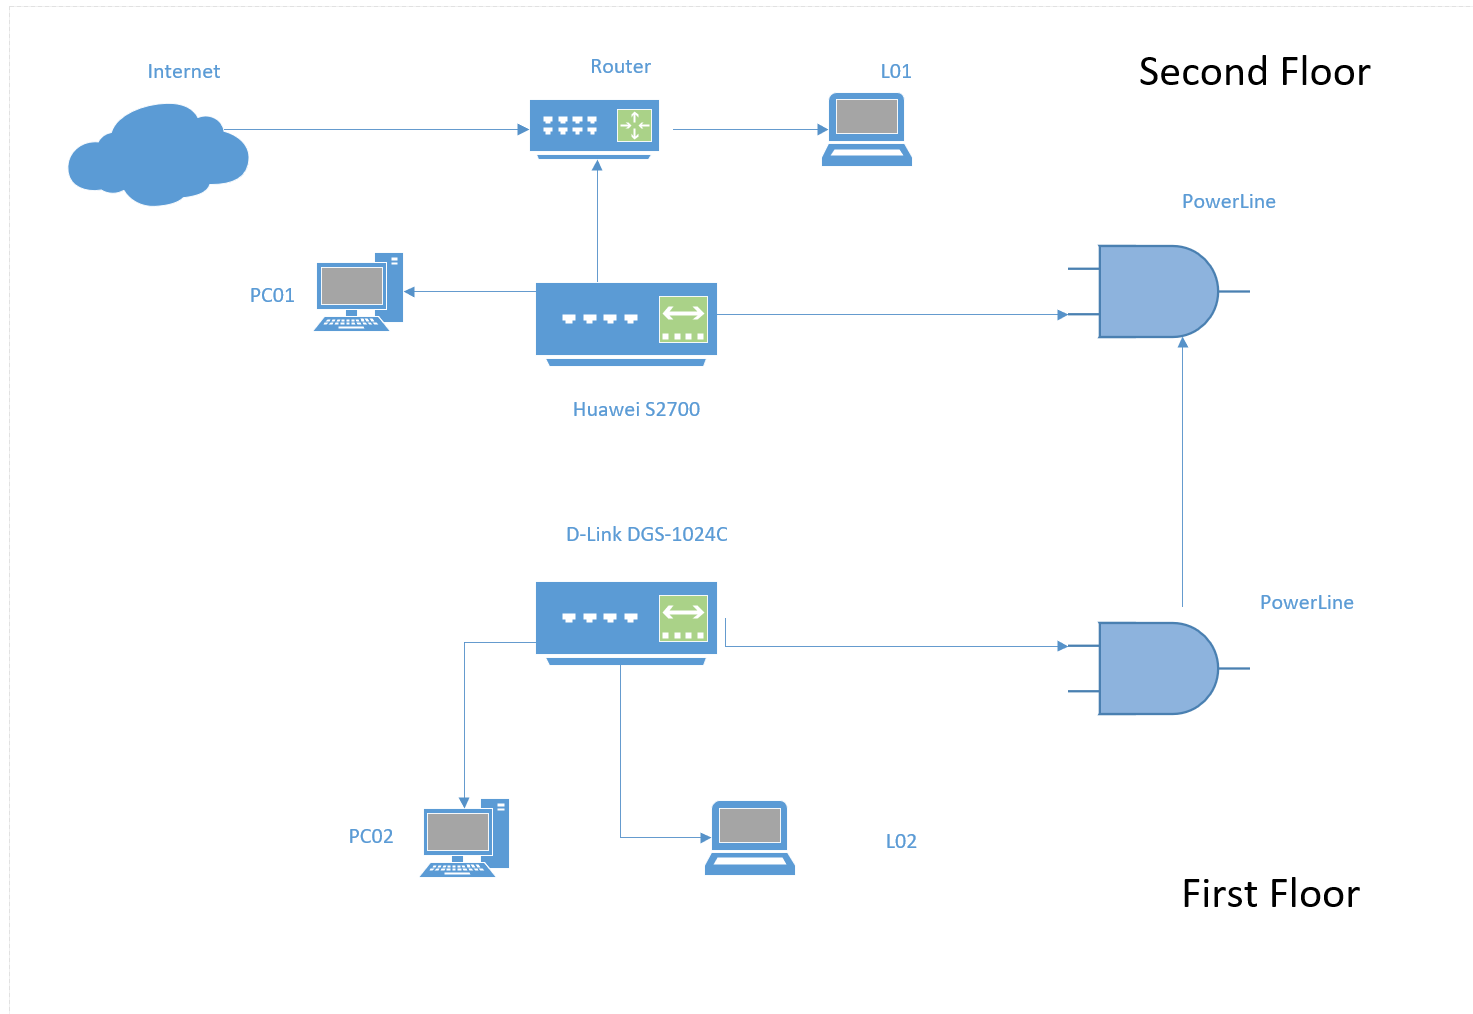 Internet
Router
L01
Second Floor
PowerLine
PC01
Huawei S2700
D-Link DGS-1024C
PowerLine
PC02
L02
First Floor